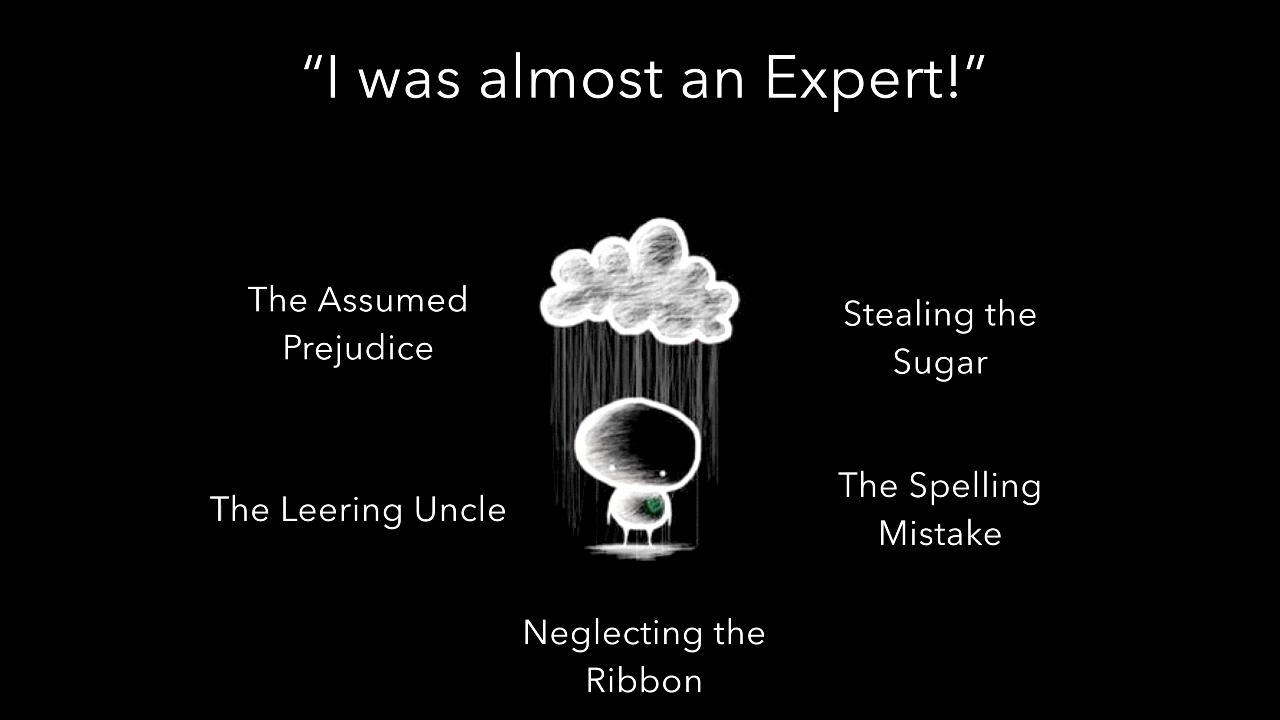 “I was almost an Expert!”
The Assumed
Prejudice
Stealing the
Sugar
The Leering Uncle
The Spelling
Mistake
Neglecting the
Ribbon